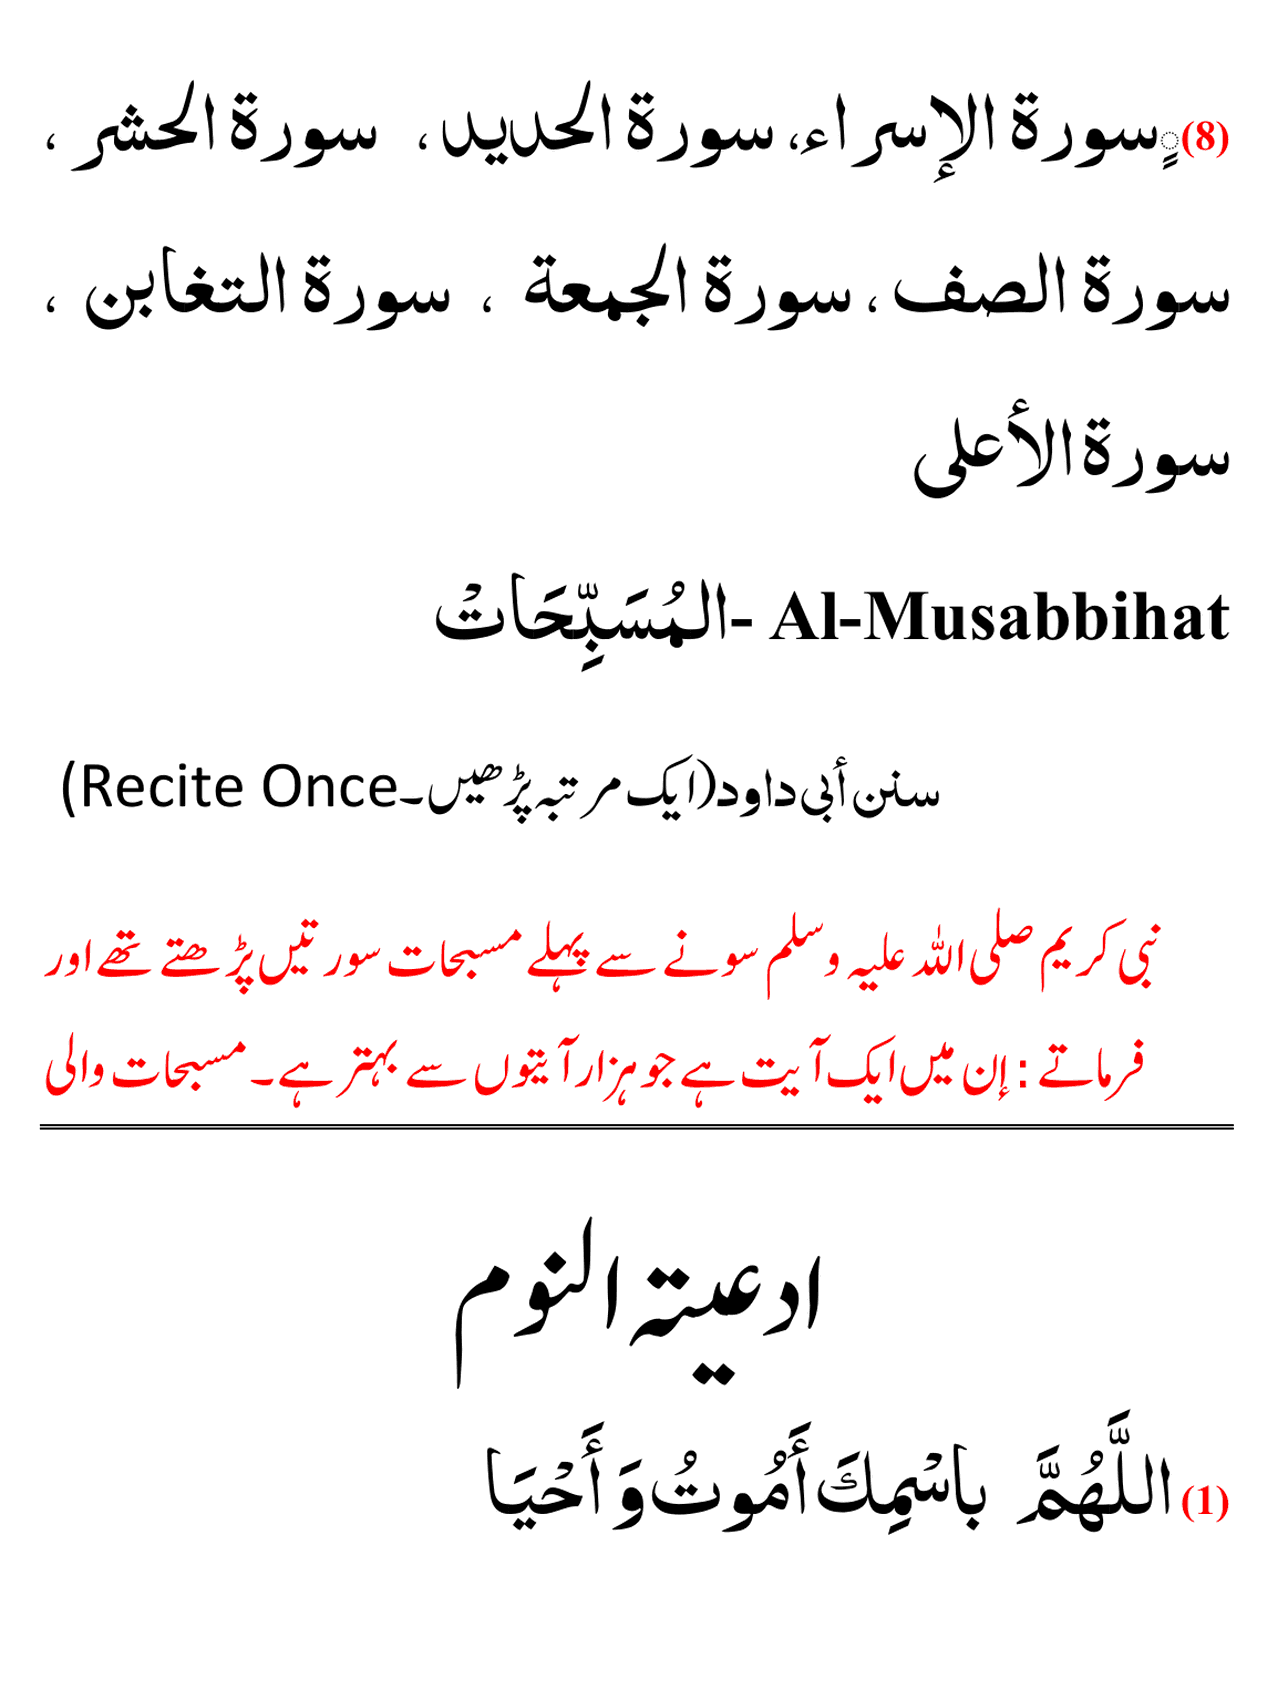 (8)ٍسورة الإسراء، سورة الحديد، سورة الحشر ،
سورة الصف ، سورة الجمعة ، سورة التغابن ،
سورة الأعلى
Al-Musabbihat -المُسَبِّحَاتْ
سنن أبی داود(ایک مرتبہ پڑھیں۔Recite Once)
نبی کریم صلی اللہ علیہ وسلم سونے سے پہلے مسبحات سورتیں پڑھتے تھے اور
فرماتے : إن میں ایک آیت ہے جو ہزار آیتوں سے بہتر ہے۔ مسبحات والی
ادعیتہ النوم
(1) اللَّهُمَّ باسْمِكَ أَمُوتُ وَ أَحْيَا